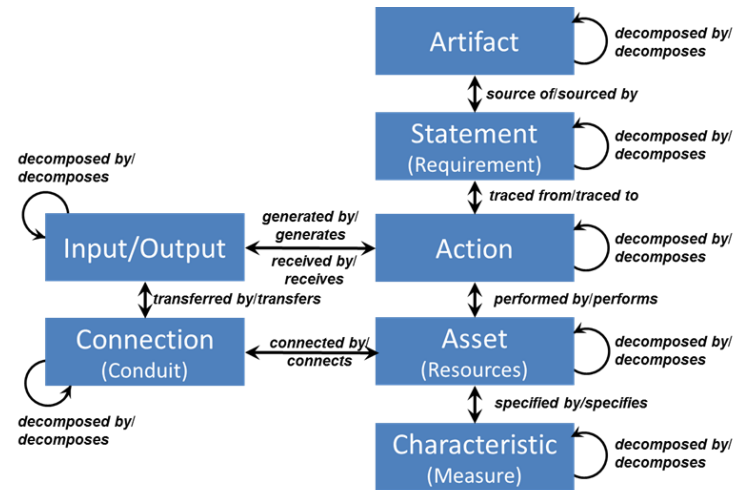 Artifact
decomposed by/
decomposes
source of/sourced by
Statement
(Requirement)
decomposed by/
decomposes
decomposed by/
decomposes
traced from/traced to
generated by/
generates
Input/Output
received by/
receives
Action
decomposed by/
decomposes
transferred by/transfers
performed by/performs
Connection
(Conduit)
connected by/
connects
Asset
(Resources)
decomposed by/
decomposes
decomposed by/
decomposes
specified by/specifies
Characteristic
(Measure)
decomposed by/
decomposes